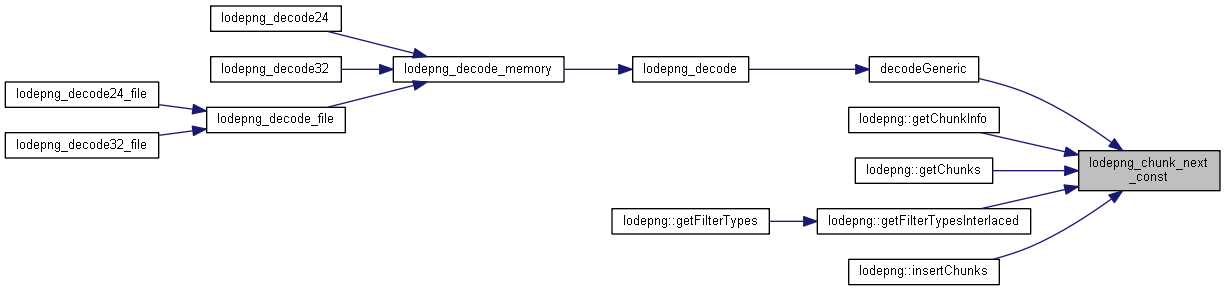 lodepng_decode24
lodepng_decode32
lodepng_decode_memory
lodepng_decode
decodeGeneric
lodepng_decode24_file
lodepng_decode_file
lodepng_decode32_file
lodepng::getChunkInfo
lodepng::getChunks
lodepng_chunk_next
_const
lodepng::getFilterTypes
lodepng::getFilterTypesInterlaced
lodepng::insertChunks